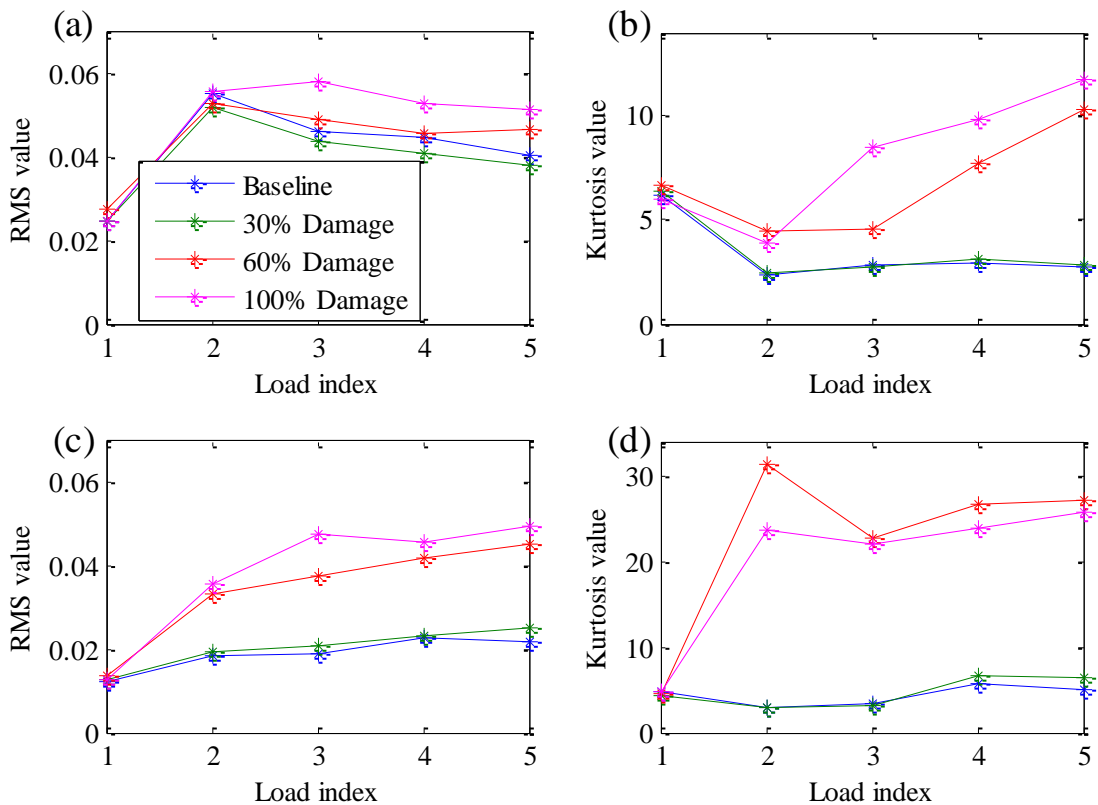 (a)
RMS value
0.06
0.04
0.02
0
Baseline
30% Damage
60% Damage
100% Damage
1 2 3 4 5
Load index
(b)
Kurtosis value
10
5
0
1 2 3 4 5
Load index
(c)
RMS value
0.06
0.04
0.02
0
1 2 3 4 5
Load index
(d)
Kurtosis value
30
20
10
0
1 2 3 4 5
Load index